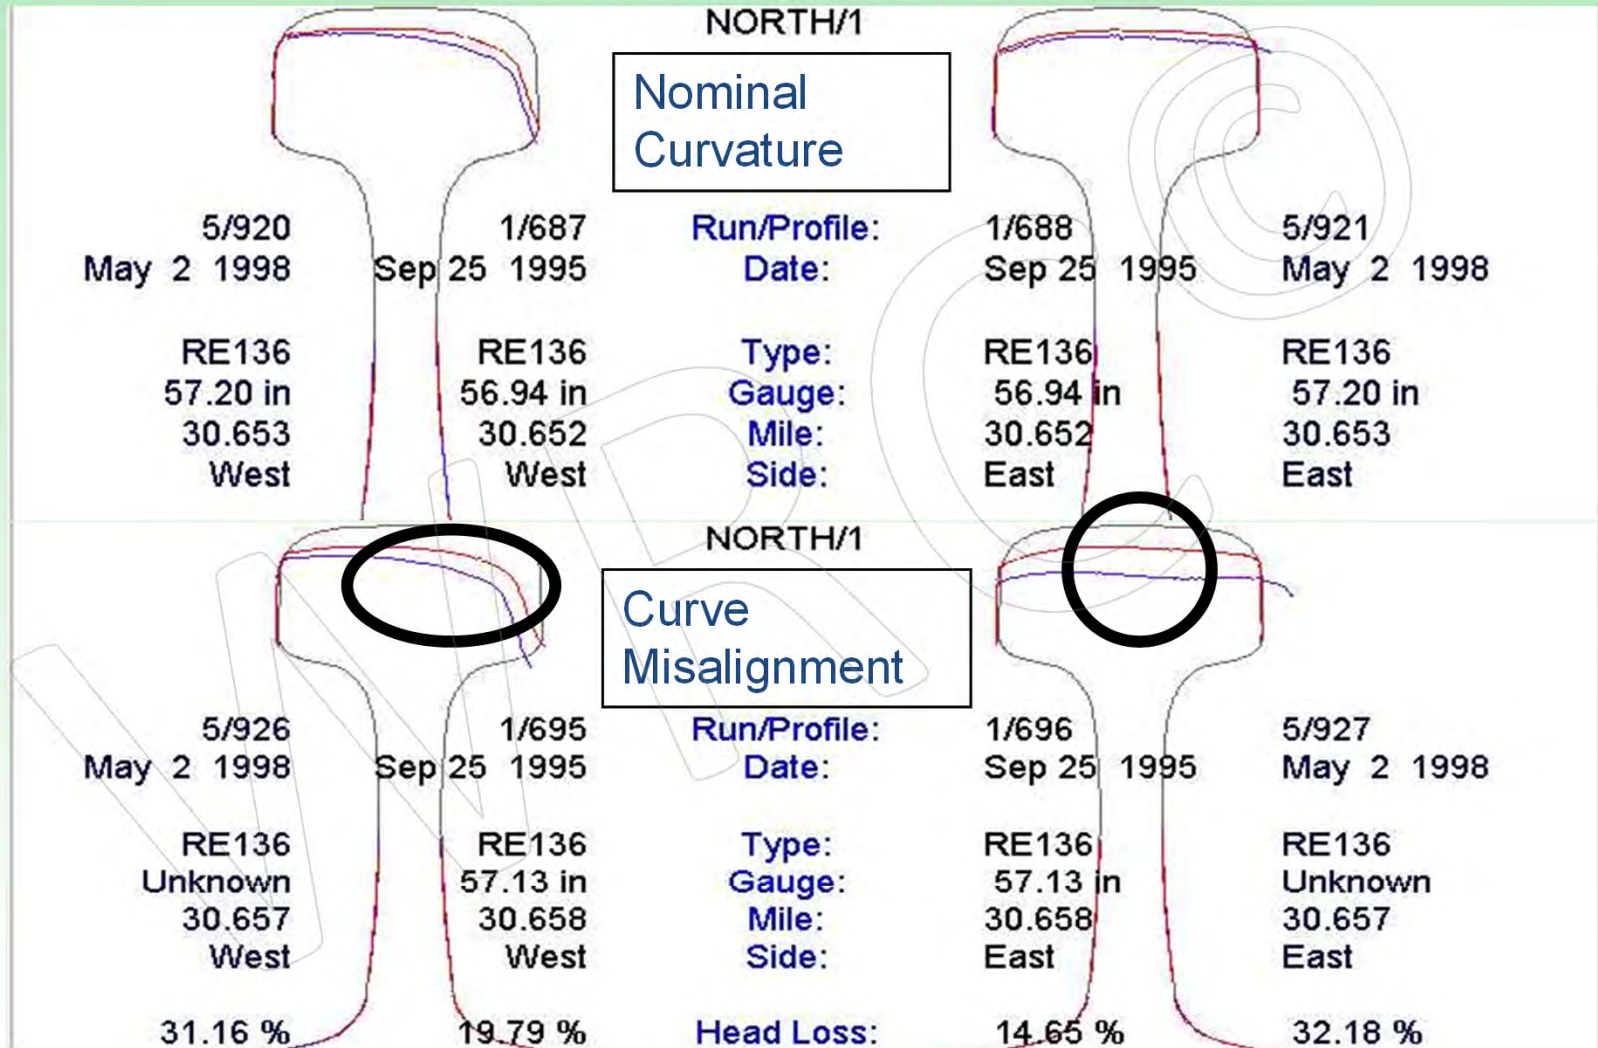 NORTH/1
Nominal
Curvature
5/920 1/687 Run/Profile: 1/688 5/921
May 2 1998 Sep 25 1995 Date: Sep 25 1995 May 2 1998
RE136 RE136 Type: RE136 RE136
57.20 in 56.94 in Gauge: 56.94 in 57.20 in
30.653 30.652 Mile: 30.652 30.653
West West Side: East East
NORTH/1
Curve
Misalignment
5/926 1/695 Run/Profile: 1/696 5/927
May 2 1998 Sep 25 1995 Date: Sep 25 1995 May 2 1998
RE136 RE136 Type: RE136 RE136
Unknown 57.13 in Gauge: 57.13 in Unknown
30.657 30.658 Mile: 30.658 30.657
West West Side: East East
31.16 % 19.79 % Head Loss: 14.65 % 32.18 %
WRC ©